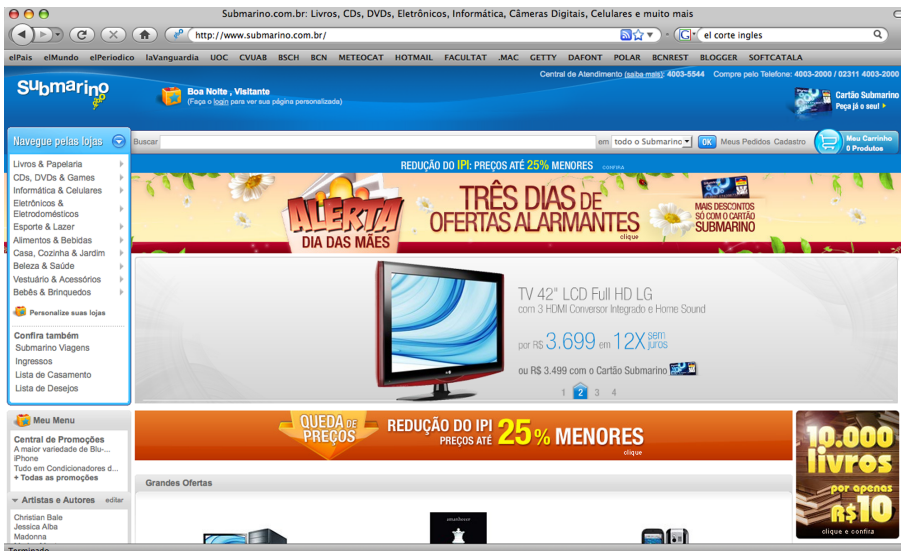 Submarino.com.br: Livros, CDs, DVDs, Eletrônicos, Informática, Câmeras Digitais, Celulares e muito mais
http://www.submarino.com.br/
el corte ingles
elPais elMundo elPeriodico laVanguardia UOC CVUAB BSCH BCN METEOCAT HOTMAIL FACULTAT .MAC GETTY DAFONT POLAR BCNREST BLOGGER SOFTCATALA
Central de Atendimento (saba mais): 4003-5544 Compre pelo Telefone: 4003-2000 / 02311 4003-2000
Submarino
Boa Noite , Visitante
(Faça o login para ver sua página personalizada)
Cartão Submarino
Peça já o seu!
Navegue pelas lojas
Buscar
em todo o Submarino OK Meus Pedidos Cadastro
Meu Carrinho
0 Produtos
REDUÇÃO DO IPI: PREÇOS ATÉ 25% MENORES CONFIRA
Livros & Papelaria
CDs, DVDs & Games
Informática & Celulares
Eletrônicos &
Eletrodomésticos
Esporte & Lazer
Alimentos & Bebidas
Casa, Cozinha & Jardim
Beleza & Saúde
Vestuário & Acessórios
Bebês & Brinquedos
Personalize suas lojas
Confira também
Submarino Viagens
Ingressos
Lista de Casamento
Lista de Desejos
ALERTA
DIA DAS MÃES
TRÊS DIAS DE
OFERTAS ALARMANTES
clique
MAIS DESCONTOS
SÓ COM O CARTÃO
SUBMARINO
TV 42" LCD Full HD LG
com 3 HDMI Conversor Integrado e Home Sound
por R$ 3.699 em 12X sem juros
ou R$ 3.499 com o Cartão Submarino
1 2 3 4
Meu Menu
Central de Promoções
A maior variedade de Blu-...
iPhone
Tudo em Condicionadores d...
+ Todas as promoções
Artistas e Autores editar
Christian Bale
Jessica Alba
Madonna
QUEDA DE
PREÇOS
REDUÇÃO DO IPI
PREÇOS ATÉ 25% MENORES
clique
10.000
livros
por apenas
R$10
clique e confira
Grandes Ofertas
Terminado